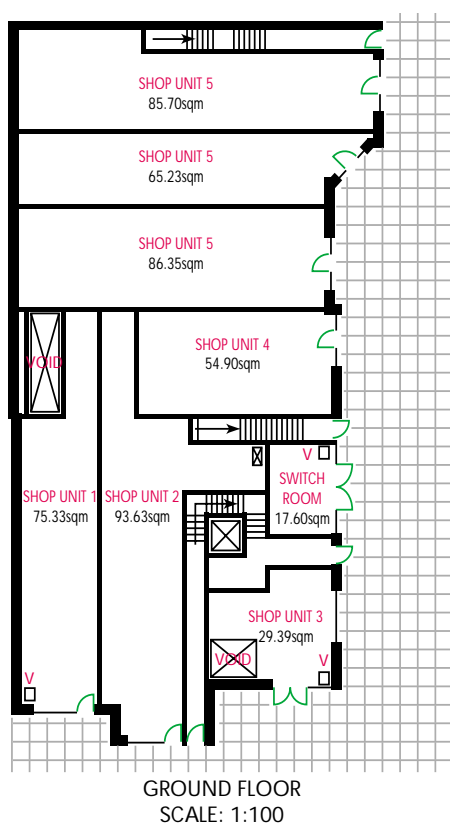 SHOP UNIT 5
85.70sqm
SHOP UNIT 5
65.23sqm
SHOP UNIT 5
86.35sqm
SHOP UNIT 4
54.90sqm
VOID
V
SWITCH
ROOM
17.60sqm
SHOP UNIT 1
75.33sqm
SHOP UNIT 2
93.63sqm
SHOP UNIT 3
29.39sqm
VOID
V
V
GROUND FLOOR
SCALE: 1:100